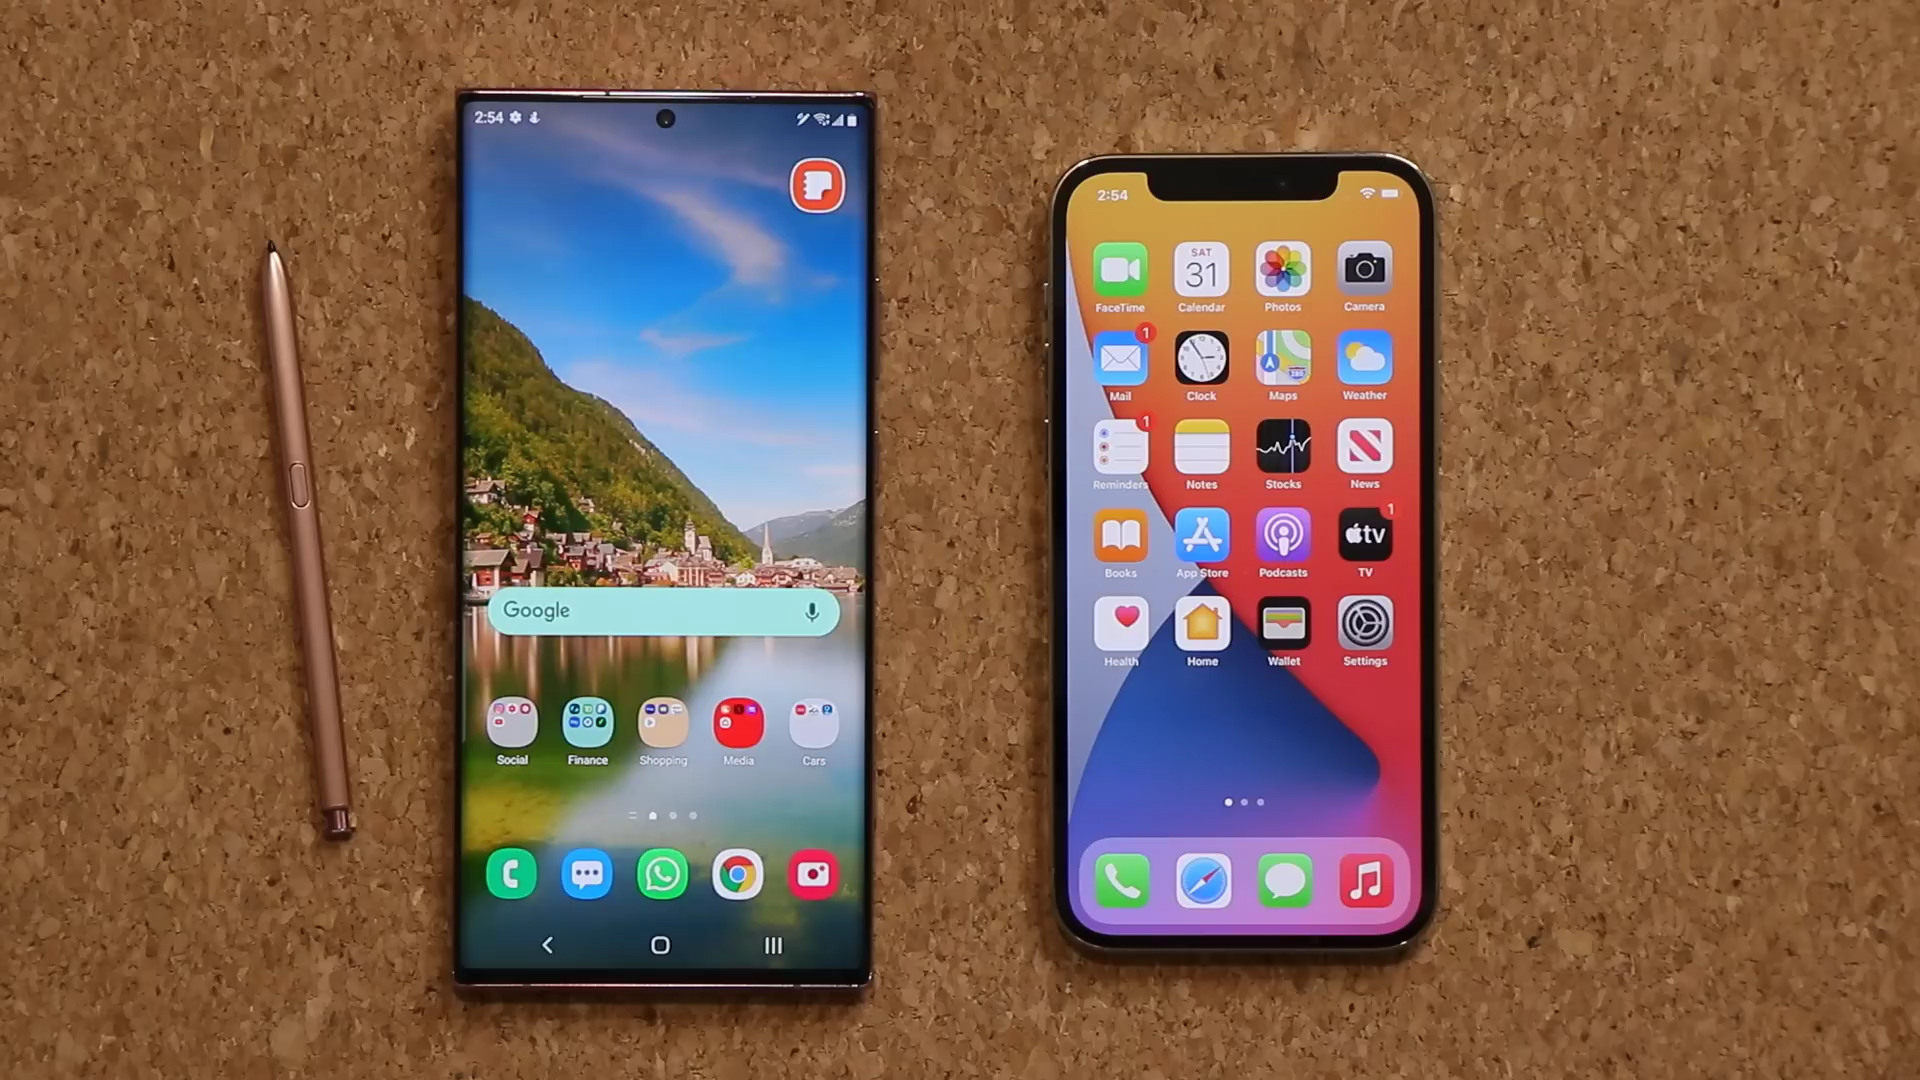 2:54
Google
Social Finance Shopping Media Cars
2:54
SAT
31
FaceTime Calendar Photos Camera
1
Mail Clock Maps Weather
1
Reminders Notes Stocks News
1
tv
Books App Store Podcasts TV
Health Home Wallet Settings